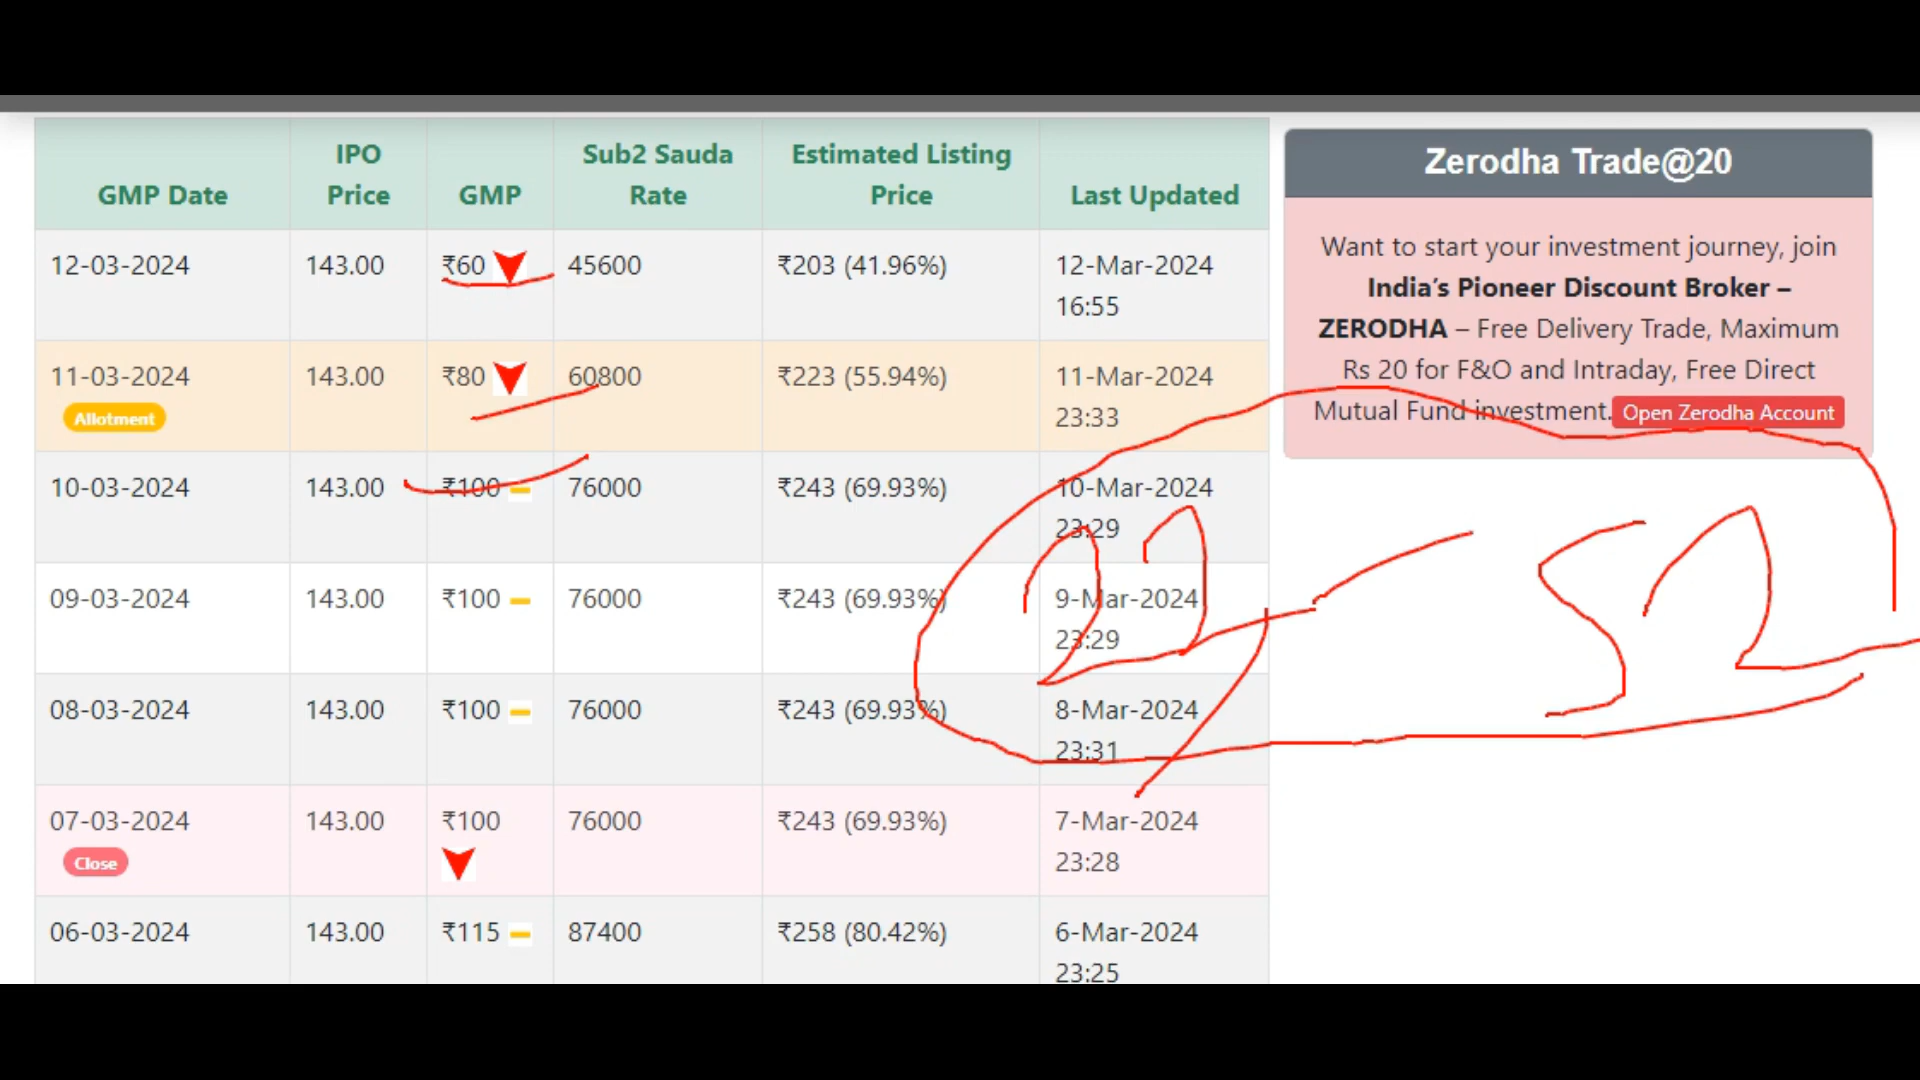 GMP Date IPO Price GMP Sub2 Sauda Rate Estimated Listing Price Last Updated
12-03-2024 143.00 ₹60 45600 ₹203 (41.96%) 12-Mar-2024 16:55
11-03-2024 Allotment 143.00 ₹80 60800 ₹223 (55.94%) 11-Mar-2024 23:33
10-03-2024 143.00 ₹100 76000 ₹243 (69.93%) 10-Mar-2024 23:29
09-03-2024 143.00 ₹100 76000 ₹243 (69.93%) 9-Mar-2024 23:29
08-03-2024 143.00 ₹100 76000 ₹243 (69.93%) 8-Mar-2024 23:31
07-03-2024 Close 143.00 ₹100 76000 ₹243 (69.93%) 7-Mar-2024 23:28
06-03-2024 143.00 ₹115 87400 ₹258 (80.42%) 6-Mar-2024 23:25
Zerodha Trade@20
Want to start your investment journey, join
India's Pioneer Discount Broker –
ZERODHA – Free Delivery Trade, Maximum
Rs 20 for F&O and Intraday, Free Direct
Mutual Fund investment. Open Zerodha Account
52